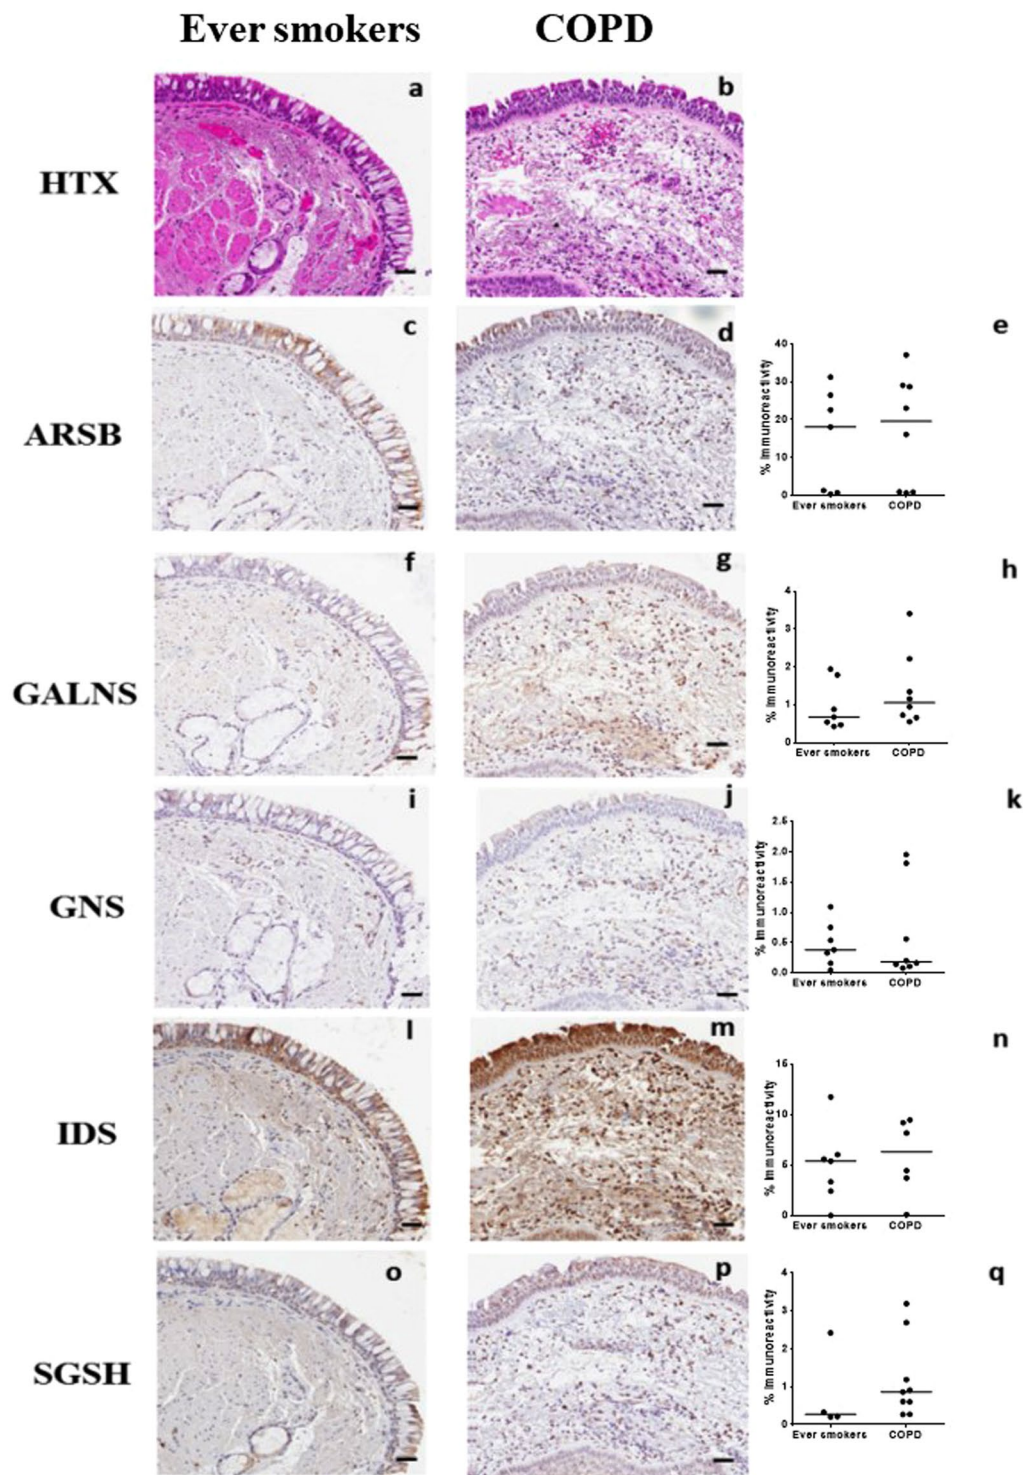 Ever smokers COPD
HTX
a
b
ARSB
c
d
e
40
30
20
10
0
% Immunoreactivity
Ever smokers COPD
GALNS
f
g
h
4
3
2
1
0
% Immunoreactivity
Ever smokers COPD
GNS
i
j
k
2.5
2.0
1.5
1.0
0.5
0.0
% Immunoreactivity
Ever smokers COPD
IDS
l
m
n
15
10
5
0
% Immunoreactivity
Ever smokers COPD
SGSH
o
p
q
4
3
2
1
0
% Immunoreactivity
Ever smokers COPD